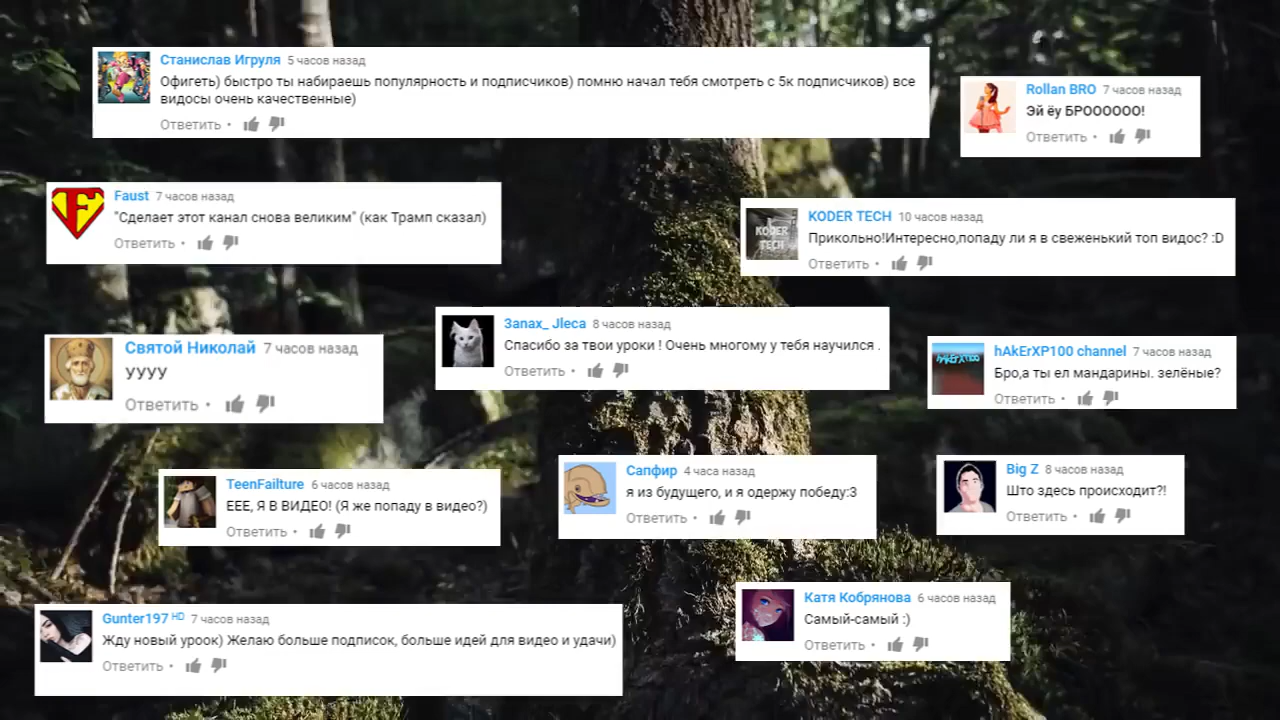 Станислав Игруля 5 часов назад
Офигеть) быстро ты набираешь популярность и подписчиков) помню начал тебя смотреть с 5к подписчиков) все
видосы очень качественные)
Ответить •
Rollan BRO 7 часов назад
Эй ёу БРОООООО!
Ответить •
Faust 7 часов назад
"Сделает этот канал снова великим" (как Трамп сказал)
Ответить •
KODER TECH
KODER TECH 10 часов назад
Прикольно!Интересно,попаду ли я в свеженький топ видос? :D
Ответить •
Запах_ Jleca 8 часов назад
Спасибо за твои уроки ! Очень многому у тебя научился .
Ответить •
Святой Николай 7 часов назад
УУУУ
Ответить •
hAkErXP100
hAkErXP100 channel 7 часов назад
Бро,а ты ел мандарины. зелёные?
Ответить •
TeenFailture 6 часов назад
ЕЕЕ, Я В ВИДЕО! (Я же попаду в видео?)
Ответить •
Сапфир 4 часа назад
я из будущего, и я одержу победу:3
Ответить •
Big Z 8 часов назад
Што здесь происходит?!
Ответить •
Gunter197 HD 7 часов назад
Жду новый уроок) Желаю больше подписок, больше идей для видео и удачи)
Ответить •
Катя Кобрянова 6 часов назад
Самый-самый :)
Ответить •